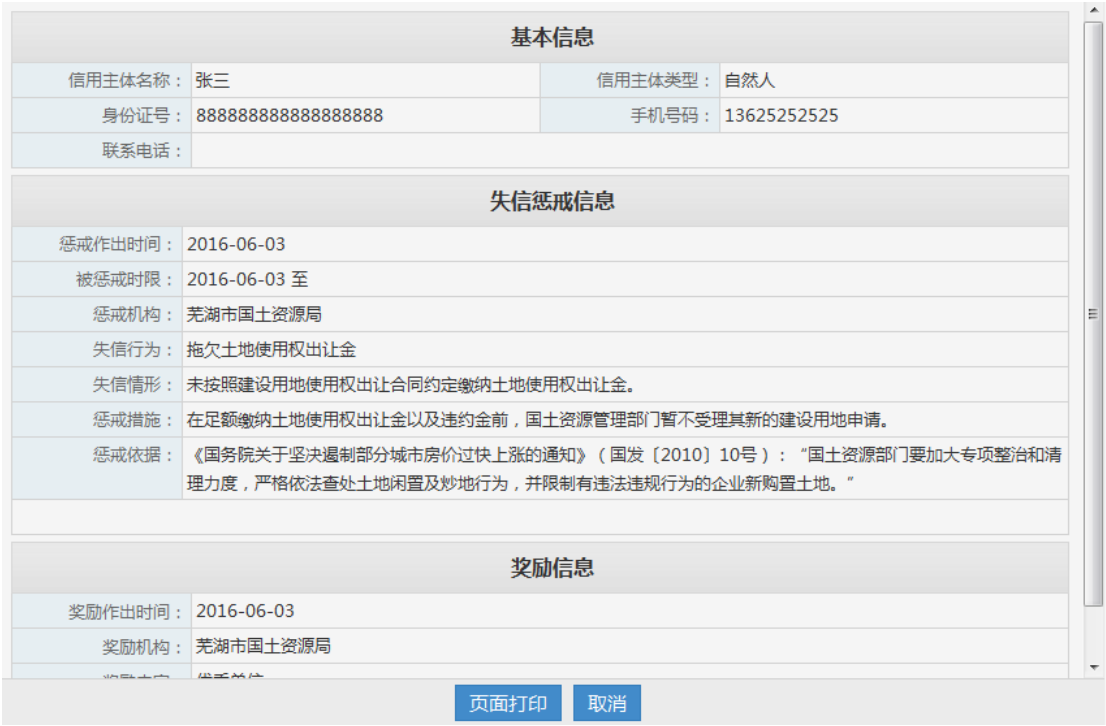 基本信息
信用主体名称： 张三 信用主体类型： 自然人
身份证号： 888888888888888888 手机号码： 13625252525
联系电话：
失信惩戒信息
惩戒作出时间： 2016-06-03
被惩戒时限： 2016-06-03 至
惩戒机构： 芜湖市国土资源局
失信行为： 拖欠土地使用权出让金
失信情形： 未按照建设用地使用权出让合同约定缴纳土地使用权出让金。
惩戒措施： 在足额缴纳土地使用权出让金以及违约金前，国土资源管理部门暂不受理其新的建设用地申请。
惩戒依据： 《国务院关于坚决遏制部分城市房价过快上涨的通知》（国发〔2010〕10号）：“国土资源部门要加大专项整治和清
理力度，严格依法查处土地闲置及炒地行为，并限制有违法违规行为的企业新购置土地。”
奖励信息
奖励作出时间： 2016-06-03
奖励机构： 芜湖市国土资源局
页面打印 取消